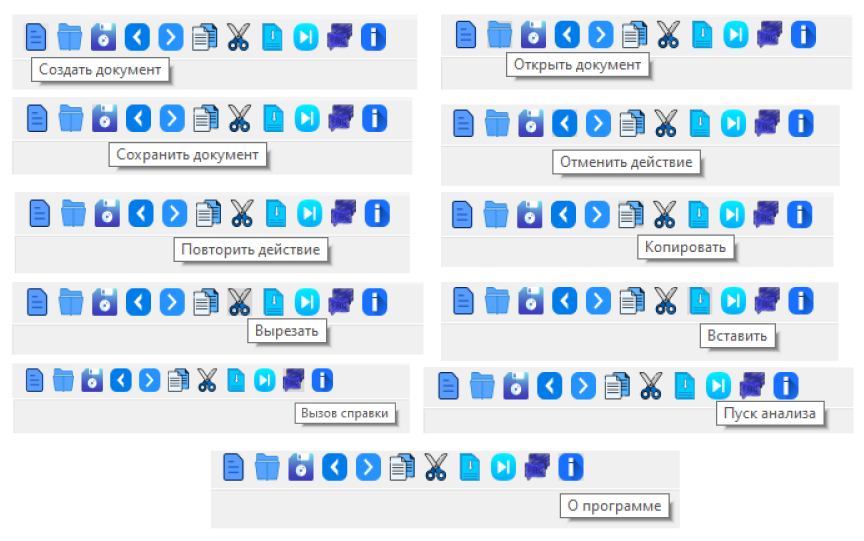 Создать документ
Открыть документ
Сохранить документ
Отменить действие
Повторить действие
Копировать
Вырезать
Вставить
Вызов справки
Пуск анализа
О программе